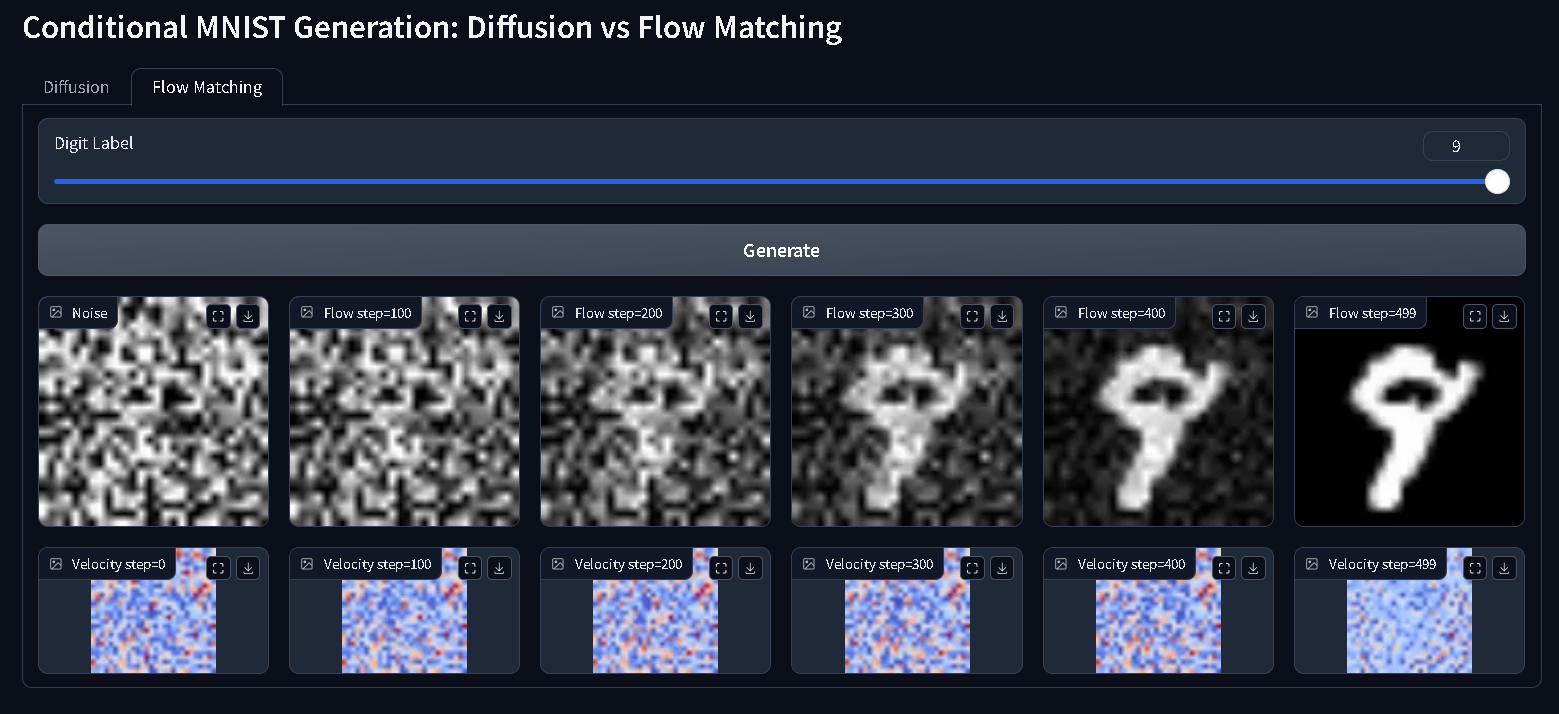 Conditional MNIST Generation: Diffusion vs Flow Matching
Diffusion Flow Matching
Digit Label 9
Generate
Noise Flow step=100 Flow step=200 Flow step=300 Flow step=400 Flow step=499
Velocity step=0 Velocity step=100 Velocity step=200 Velocity step=300 Velocity step=400 Velocity step=499